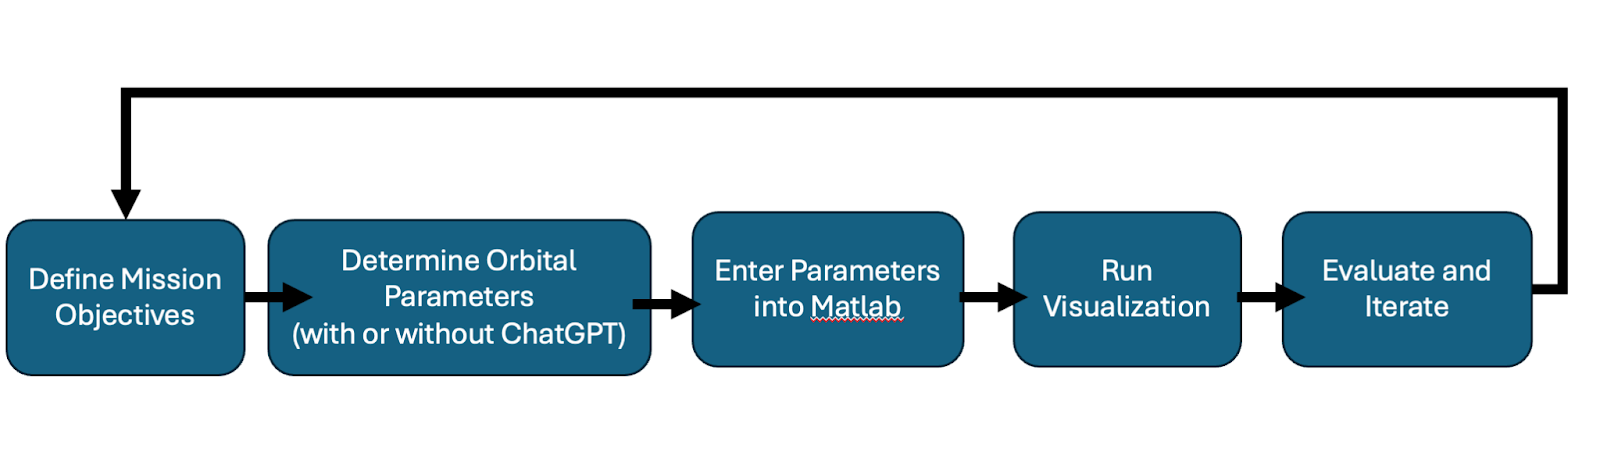 Define Mission
Objectives
Determine Orbital
Parameters
(with or without ChatGPT)
Enter Parameters
into Matlab
Run
Visualization
Evaluate and
Iterate